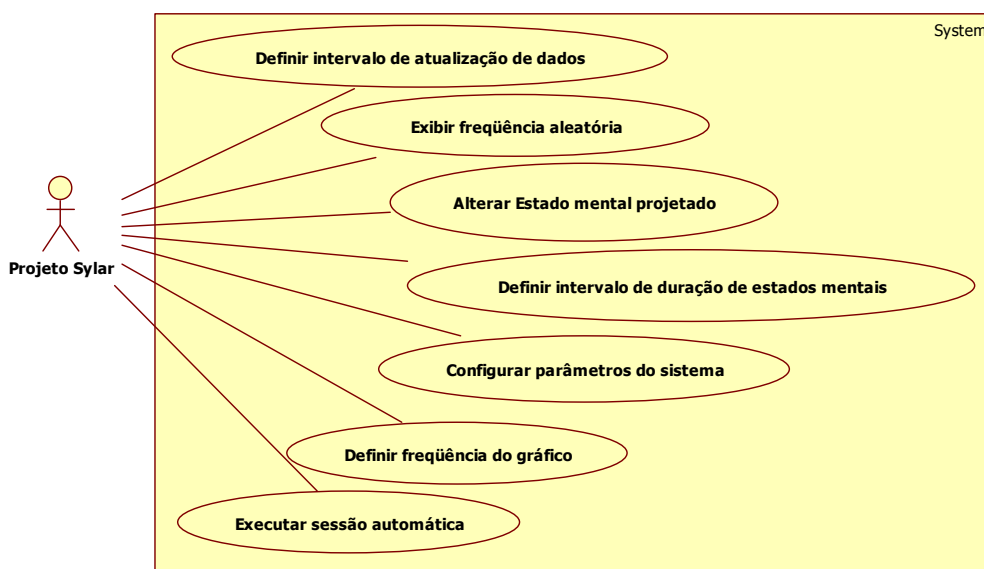 System
Definir intervalo de atualização de dados
Exibir freqüência aleatória
Alterar Estado mental projetado
Projeto Sylar
Definir intervalo de duração de estados mentais
Configurar parâmetros do sistema
Definir freqüência do gráfico
Executar sessão automática